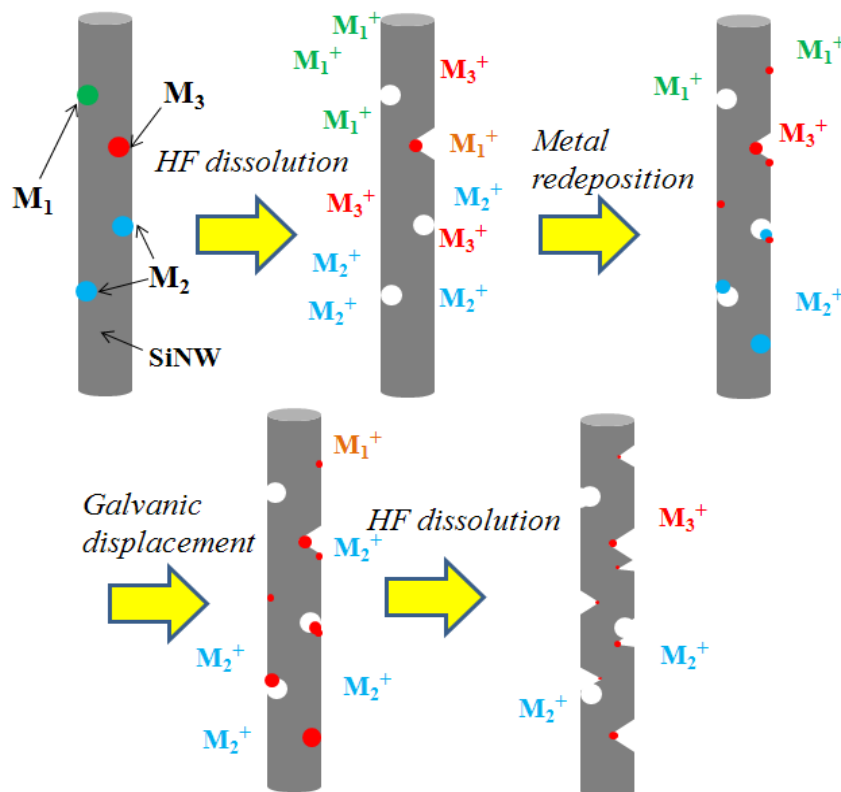 M₁⁺
M₁⁺
M₃⁺
M₁⁺
M₁⁺
M₃
M₁⁺
M₁⁺
M₃⁺
HF dissolution
Metal
redeposition
M₁
M₃⁺
M₂⁺
M₃⁺
M₂
M₂⁺
M₂⁺
M₂⁺
M₂⁺
SiNW
M₁⁺
Galvanic
displacement
HF dissolution
M₃⁺
M₂⁺
M₂⁺
M₂⁺
M₂⁺
M₂⁺
M₂⁺